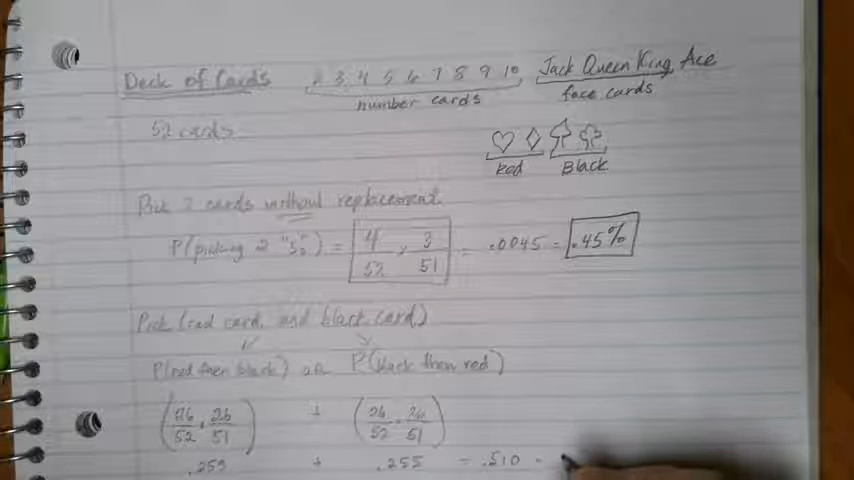 Deck of Cards 2 3 4 5 6 7 8 9 10 Jack Queen King Ace
number cards face cards
52 cards
Red Black
Pick 2 cards without replacement
P(picking 2 "5s") = 4/52 × 3/51 = .0045 = .45%
Pick (red card and black card)
P(red then black) or P(black then red)
(26/52 · 26/51) + (26/52 · 26/51)
.255 + .255 = .510 =